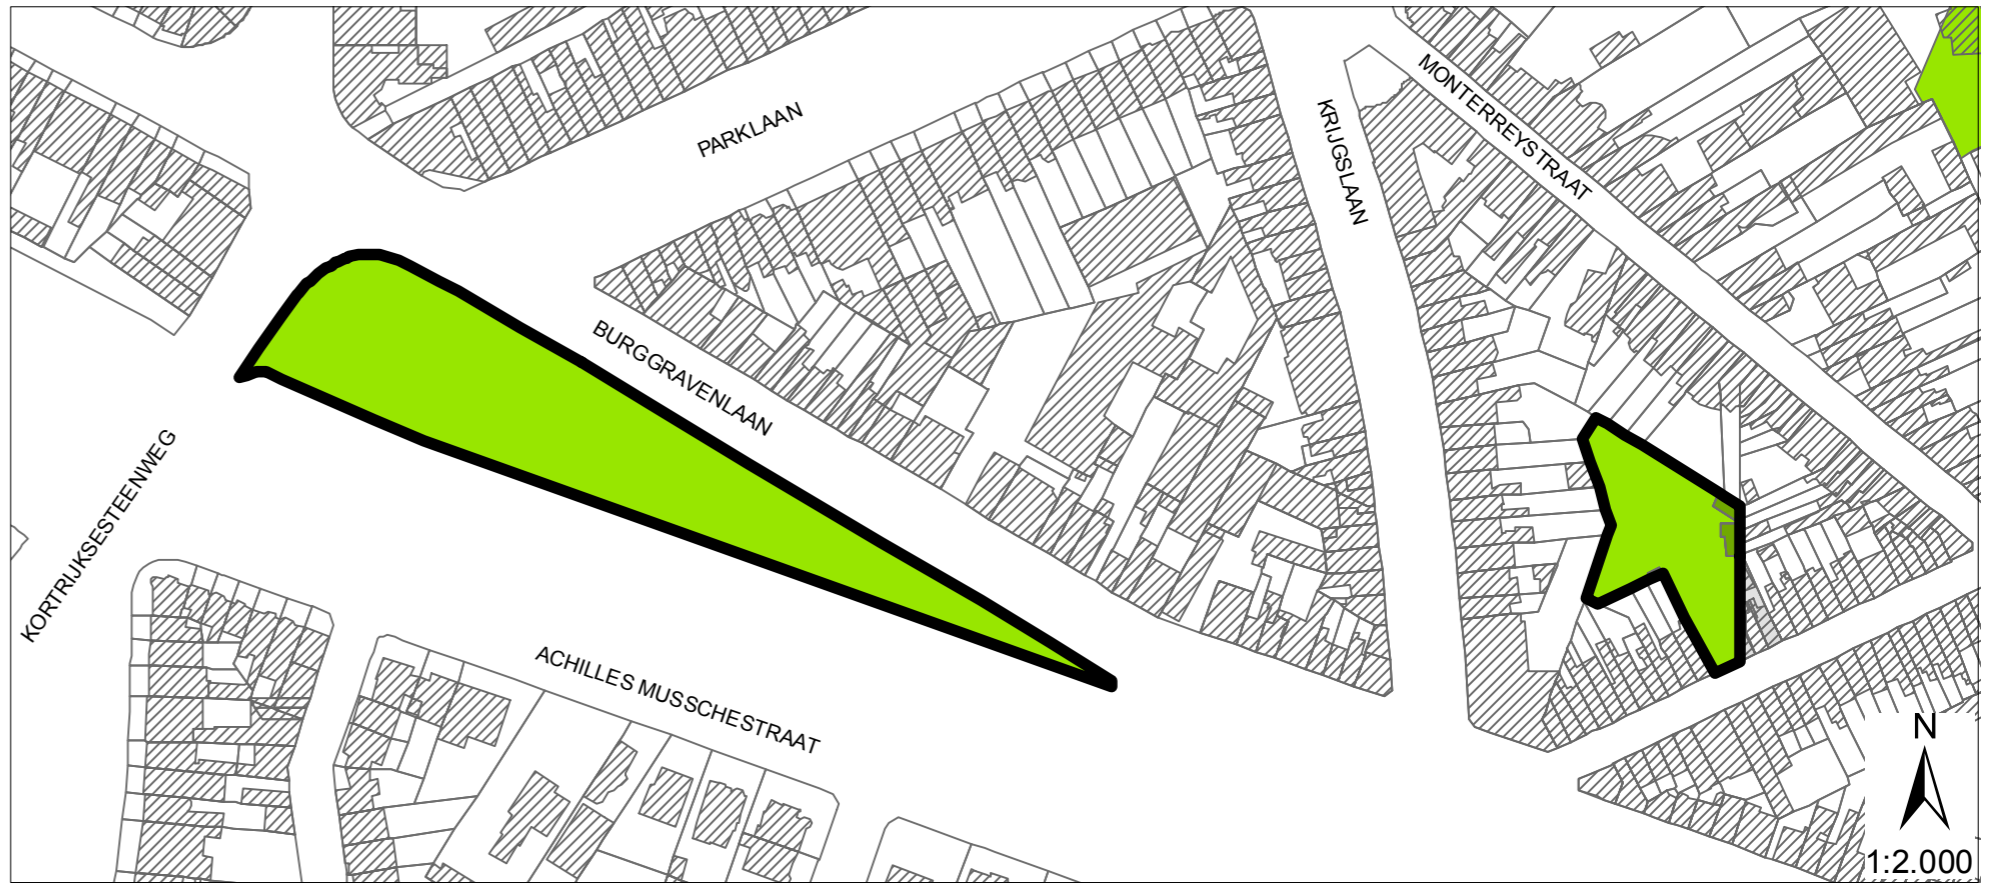 MONTERREYSTRAAT
PARKLAAN
KRIJGSLAAN
BURGGRAVENLAAN
KORTRIJKSESTEENWEG
ACHILLES MUSSCHESTRAAT
N
1:2.000